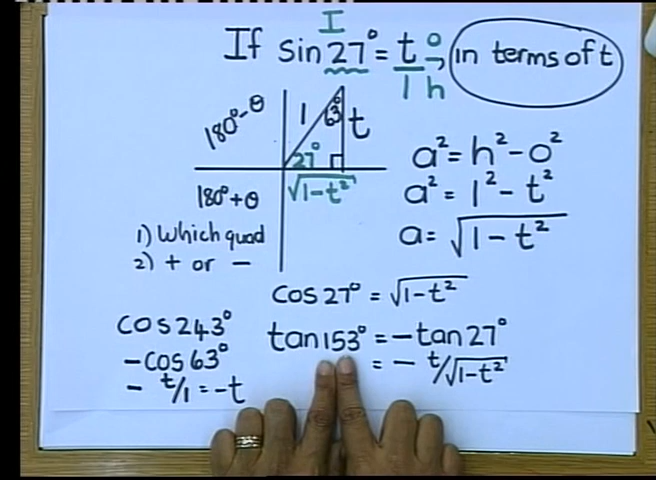 I
If sin 27° = t/1 o/h, in terms of t
180° - θ
1
63°
t
27°
√1-t²
180° + θ
a² = h² - o²
a² = 1² - t²
a = √1-t²
1) Which quad
2) + or -
cos 27° = √1-t²
cos 243°
-cos 63°
- t/1 = -t
tan 153° = -tan 27°
= - t/√1-t²